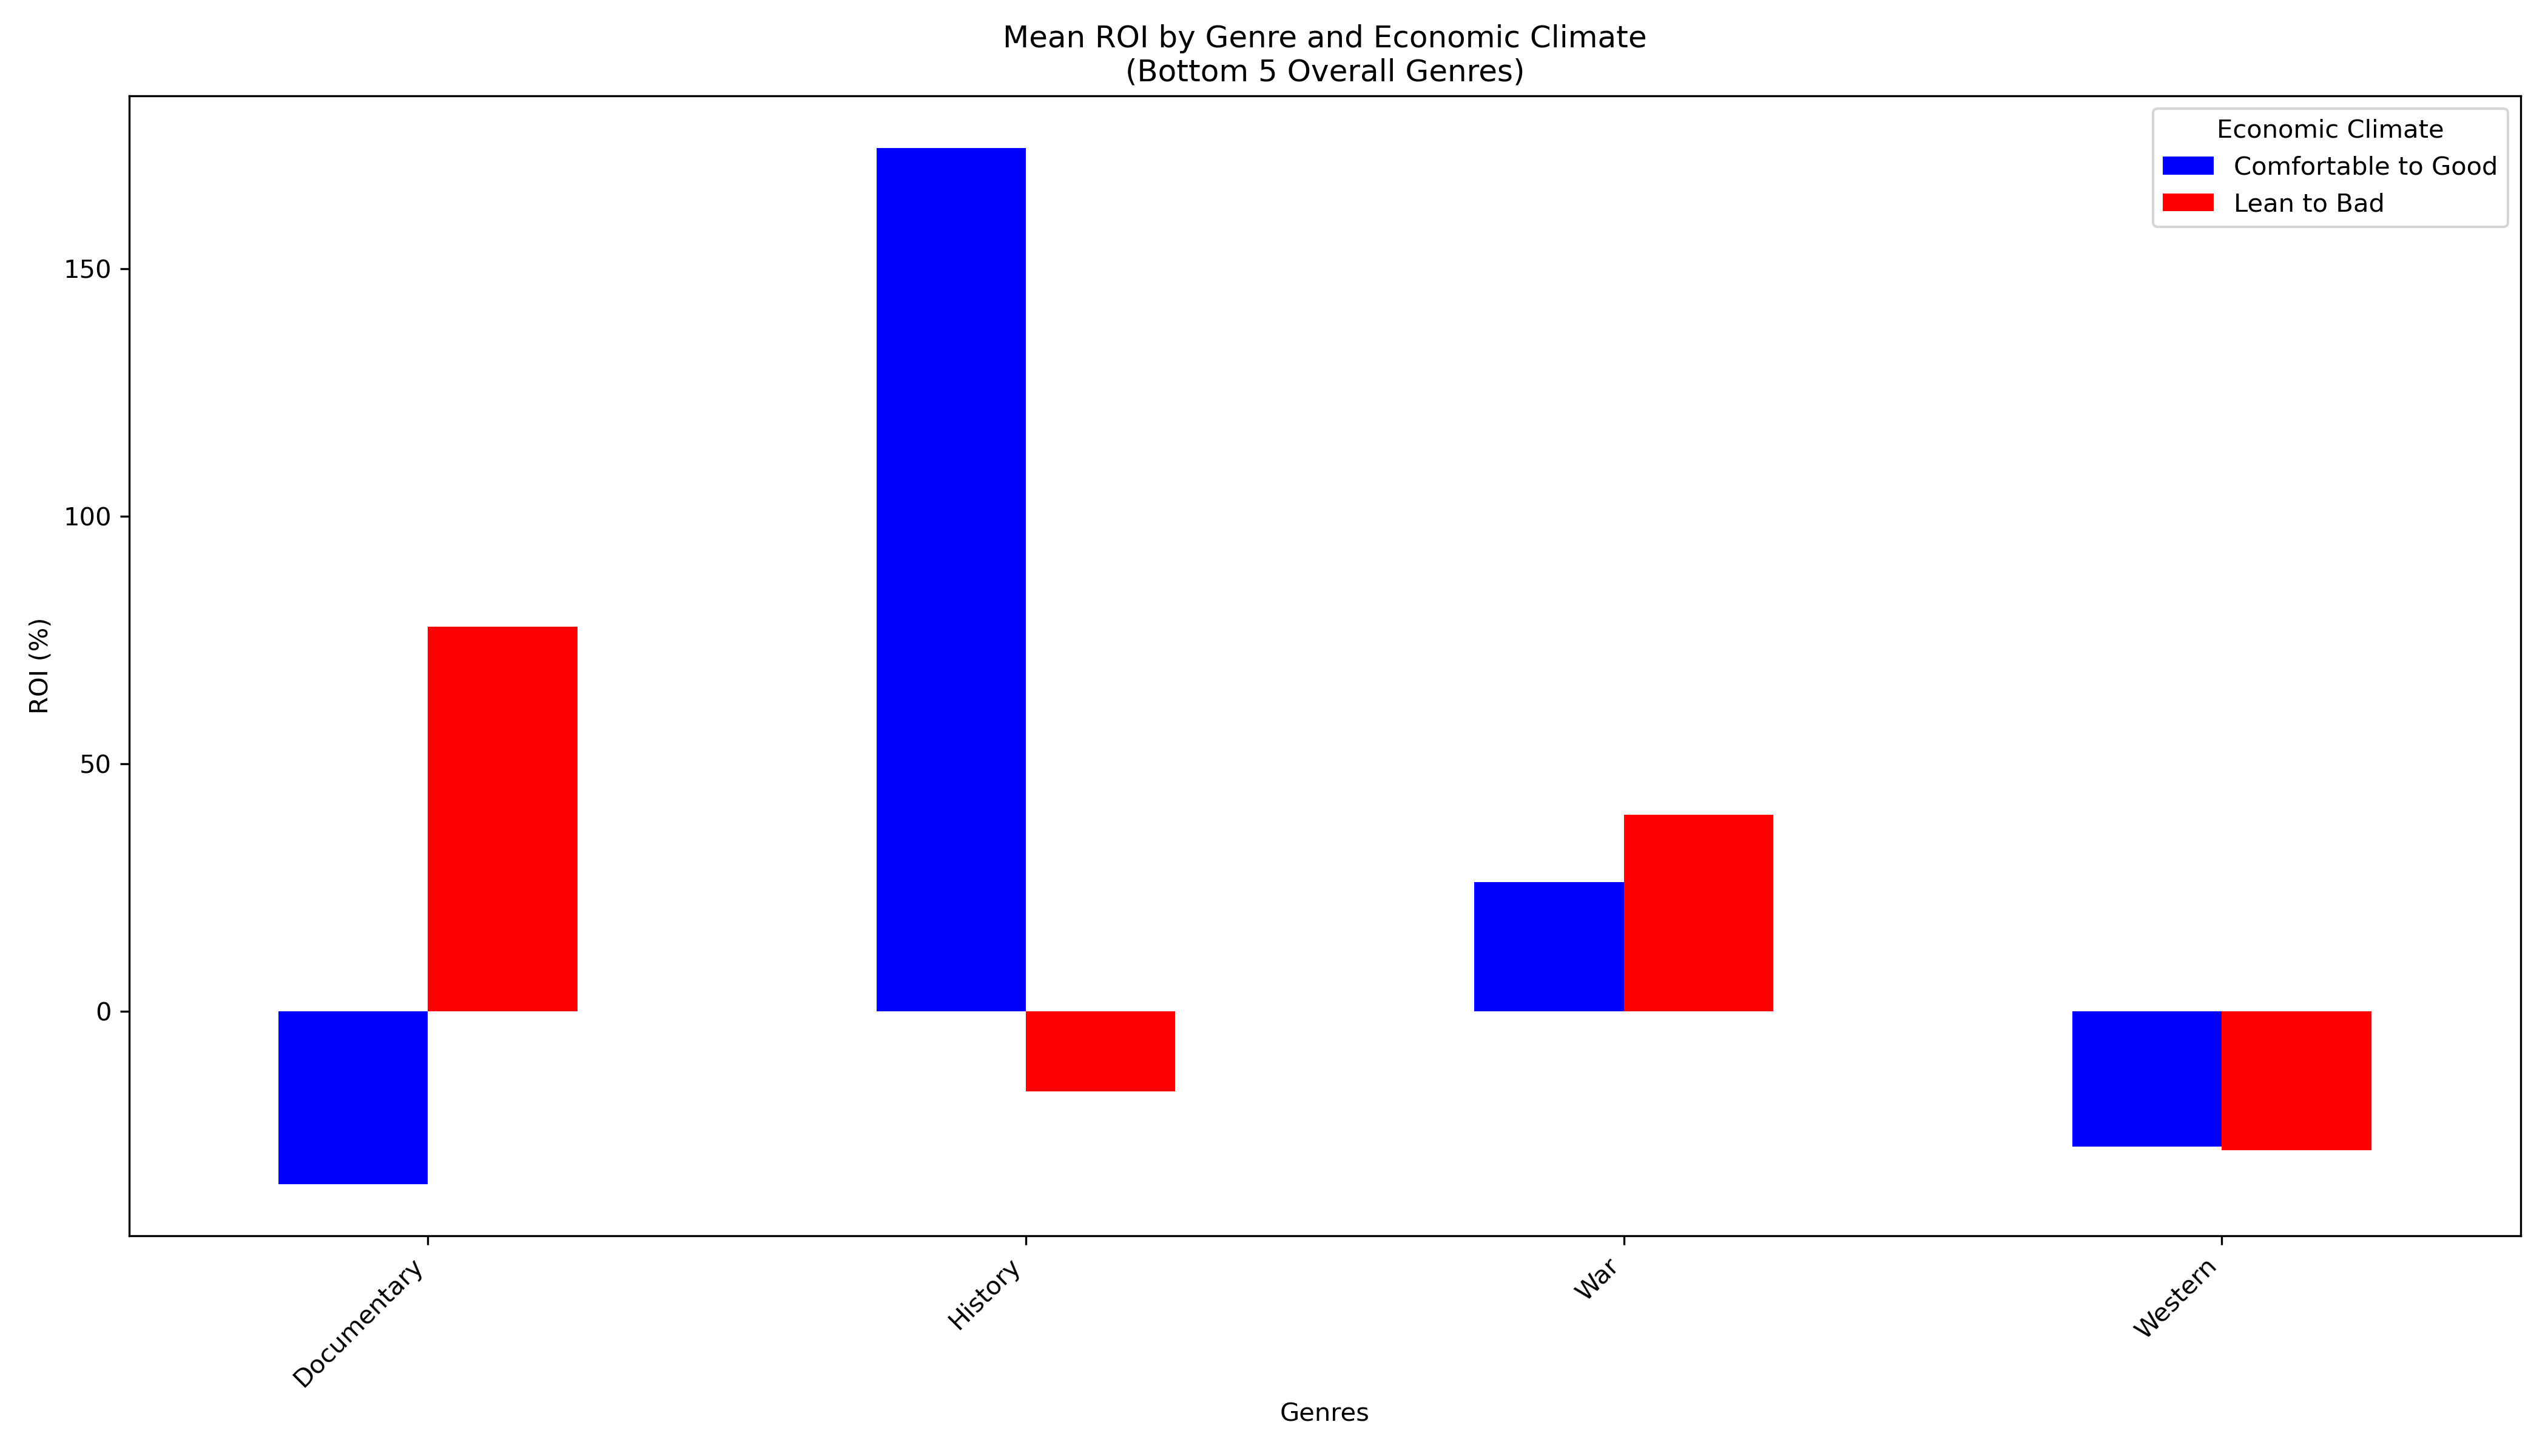 Mean ROI by Genre and Economic Climate
(Bottom 5 Overall Genres)
Economic Climate
Comfortable to Good
Lean to Bad
ROI (%)
150
100
50
0
Documentary
History
War
Western
Genres